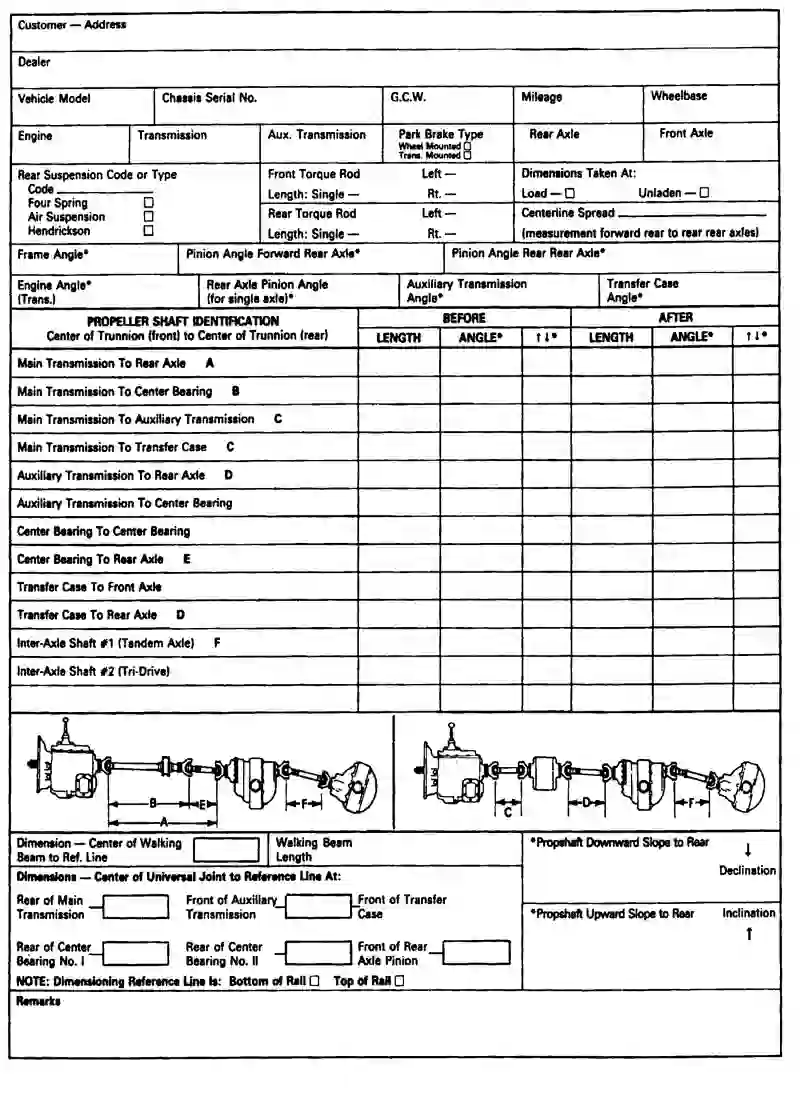 Customer — Address
Dealer
Vehicle Model Chassis Serial No. G.C.W. Mileage Wheelbase
Engine Transmission Aux. Transmission Park Brake Type Rear Axle Front Axle
Wheel Mounted ☐
Trans. Mounted ☐
Rear Suspension Code or Type Front Torque Rod Left — Dimensions Taken At:
Code
Four Spring ☐ Length: Single — Rt. — Load — ☐ Unladen — ☐
Air Suspension ☐ Rear Torque Rod Left — Centerline Spread
Hendrickson ☐ Length: Single — Rt. — (measurement forward rear to rear rear axles)
Frame Angle* Pinion Angle Forward Rear Axle* Pinion Angle Rear Rear Axle*
Engine Angle* Rear Axle Pinion Angle Auxiliary Transmission Transfer Case
(Trans.) (for single axle)* Angle* Angle*
PROPELLER SHAFT IDENTIFICATION BEFORE AFTER
Center of Trunnion (front) to Center of Trunnion (rear) LENGTH ANGLE* ↑↓* LENGTH ANGLE* ↑↓*
Main Transmission To Rear Axle A
Main Transmission To Center Bearing B
Main Transmission To Auxiliary Transmission C
Main Transmission To Transfer Case C
Auxiliary Transmission To Rear Axle D
Auxiliary Transmission To Center Bearing
Center Bearing To Center Bearing
Center Bearing To Rear Axle E
Transfer Case To Front Axle
Transfer Case To Rear Axle D
Inter-Axle Shaft #1 (Tandem Axle) F
Inter-Axle Shaft #2 (Tri-Drive)
B E F
A
C D F
Dimension — Center of Walking Walking Beam *Propshaft Downward Slope to Rear ↓
Beam to Ref. Line Length
Declination
Dimensions — Center of Universal Joint to Reference Line At:
Rear of Main Front of Auxiliary Front of Transfer
Transmission Transmission Case
*Propshaft Upward Slope to Rear Inclination
↑
Rear of Center Rear of Center Front of Rear
Bearing No. I Bearing No. II Axle Pinion
NOTE: Dimensioning Reference Line Is: Bottom of Rail ☐ Top of Rail ☐
Remarks